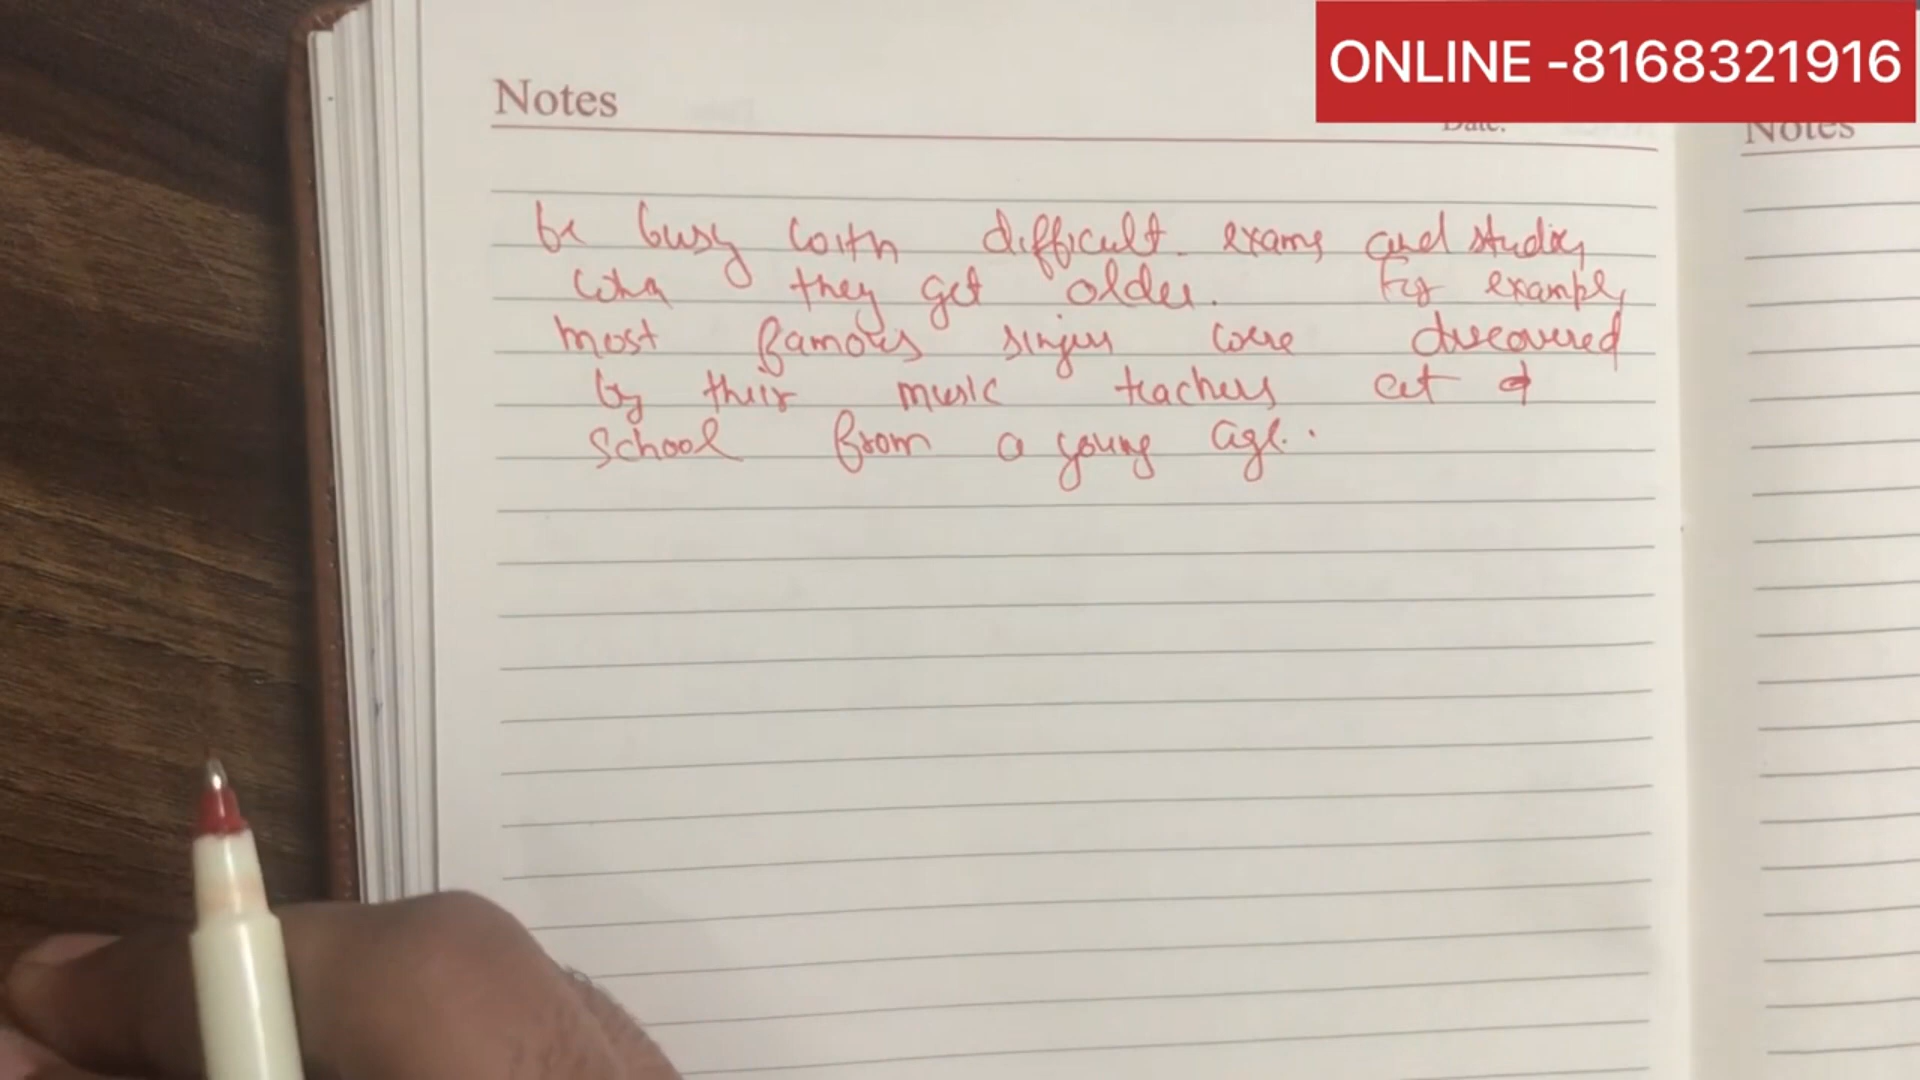 ONLINE -8168321916
Notes
Date.
Notes
be busy with difficult exams and studies
when they get older. For example,
most famous singers were discovered
by their music teachers at
school from a young age.